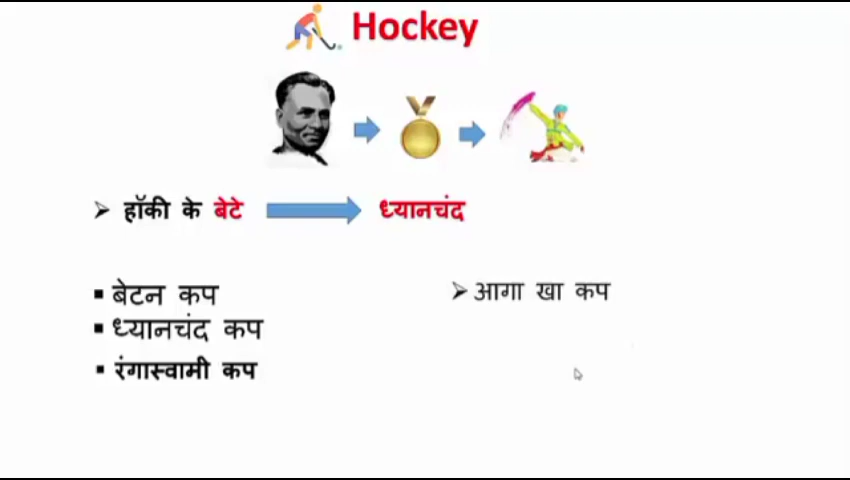 Hockey
हॉकी के बेटे ध्यानचंद
बेटन कप
ध्यानचंद कप
रंगास्वामी कप
आगा खा कप